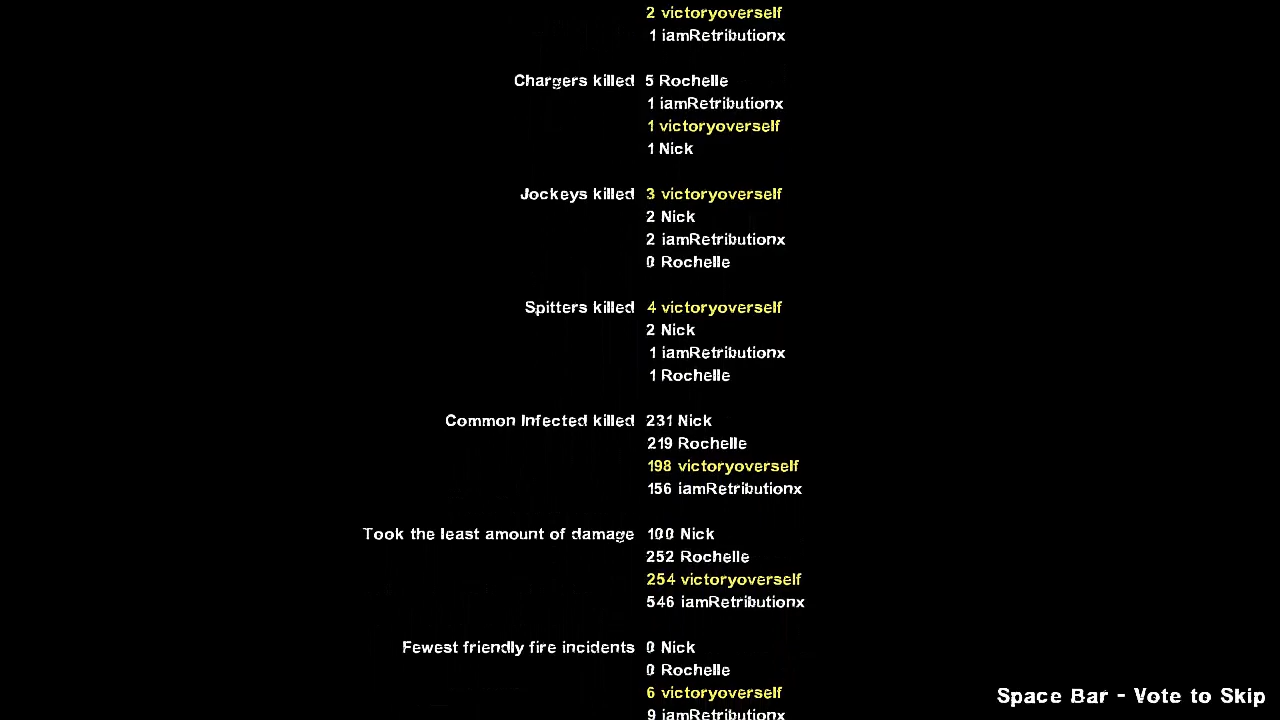 2 victoryoverself
1 iamRetributionx
Chargers killed 5 Rochelle
1 iamRetributionx
1 victoryoverself
1 Nick
Jockeys killed 3 victoryoverself
2 Nick
2 iamRetributionx
0 Rochelle
Spitters killed 4 victoryoverself
2 Nick
1 iamRetributionx
1 Rochelle
Common Infected killed 231 Nick
219 Rochelle
198 victoryoverself
156 iamRetributionx
Took the least amount of damage 100 Nick
252 Rochelle
254 victoryoverself
546 iamRetributionx
Fewest friendly fire incidents 0 Nick
0 Rochelle
6 victoryoverself
9 iamRetributionx
Space Bar - Vote to Skip